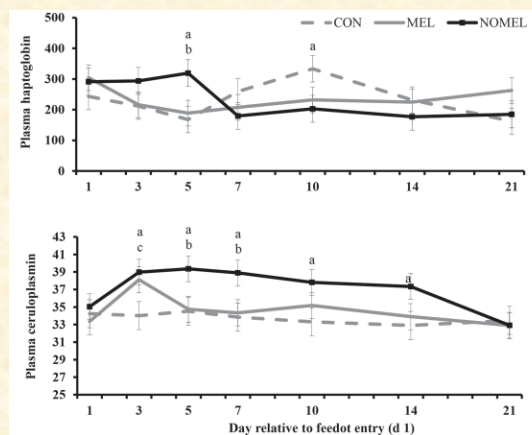 CON MEL NOMEL
Plasma haptoglobin
500
400
300
200
100
0
a a
b
1 3 5 7 10 14 21
Plasma ceruloplasmin
43
41
39
37
35
33
31
29
27
25
a a a a a
c b b
1 3 5 7 10 14 21
Day relative to feedot entry (d 1)